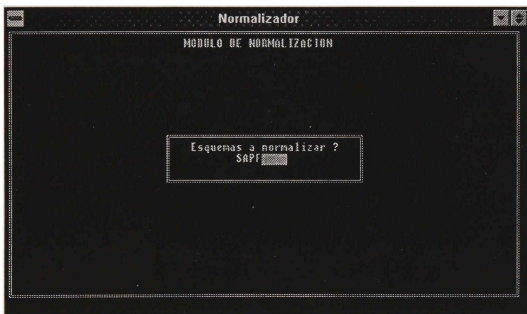 Normalizador
MODULO DE NORMALIZACION
Esquemas a normalizar ?
SAPF